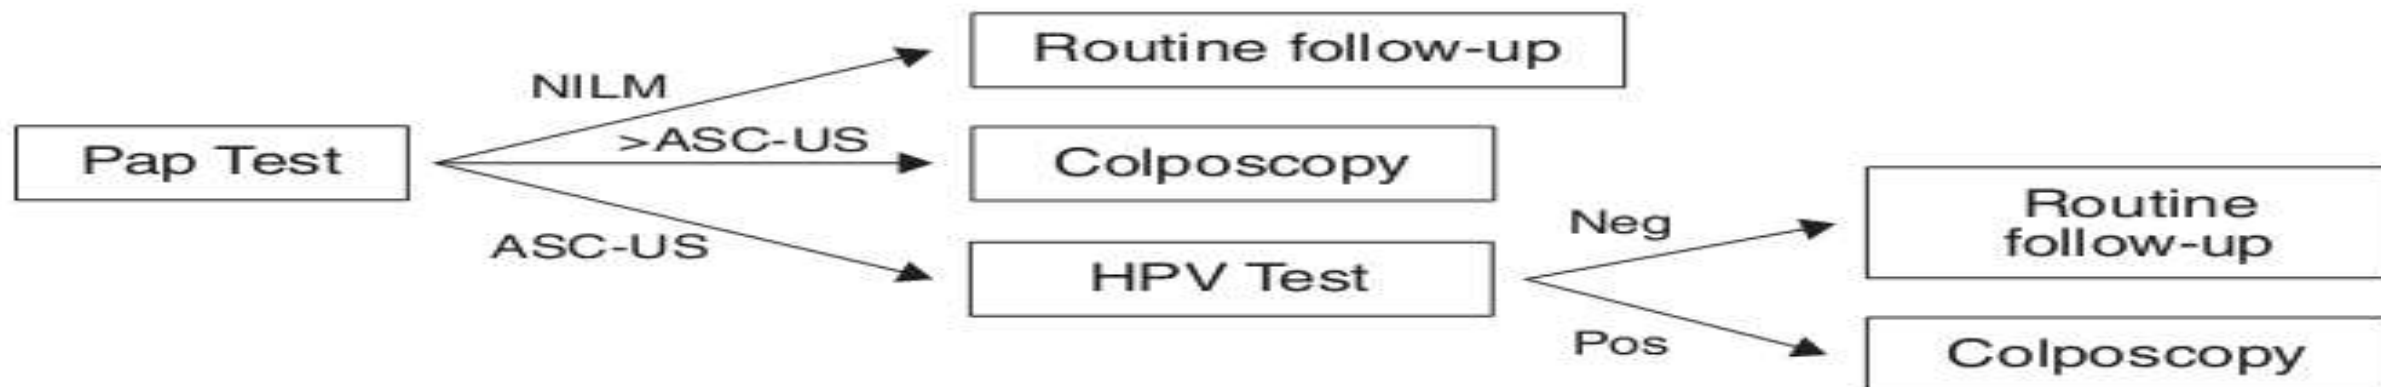 Routine follow-up
NILM
Pap Test
>ASC-US
Colposcopy
ASC-US
HPV Test
Neg
Routine
follow-up
Pos
Colposcopy